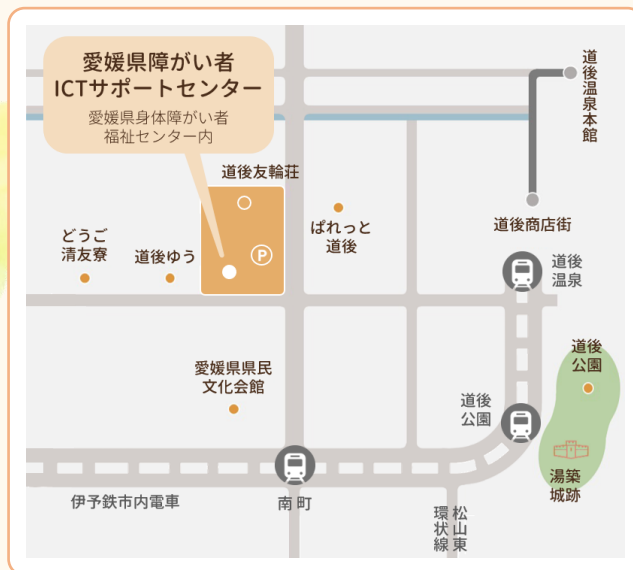 愛媛県障がい者
ICTサポートセンター
愛媛県身体障がい者
福祉センター内
道後温泉本館
道後友輪荘
P
ぱれっと
道後
道後商店街
どうご
清友寮
道後ゆう
道後
温泉
愛媛県県民
文化会館
道後
公園
道後
公園
湯築
城跡
伊予鉄市内電車
南町
松山東
環状線